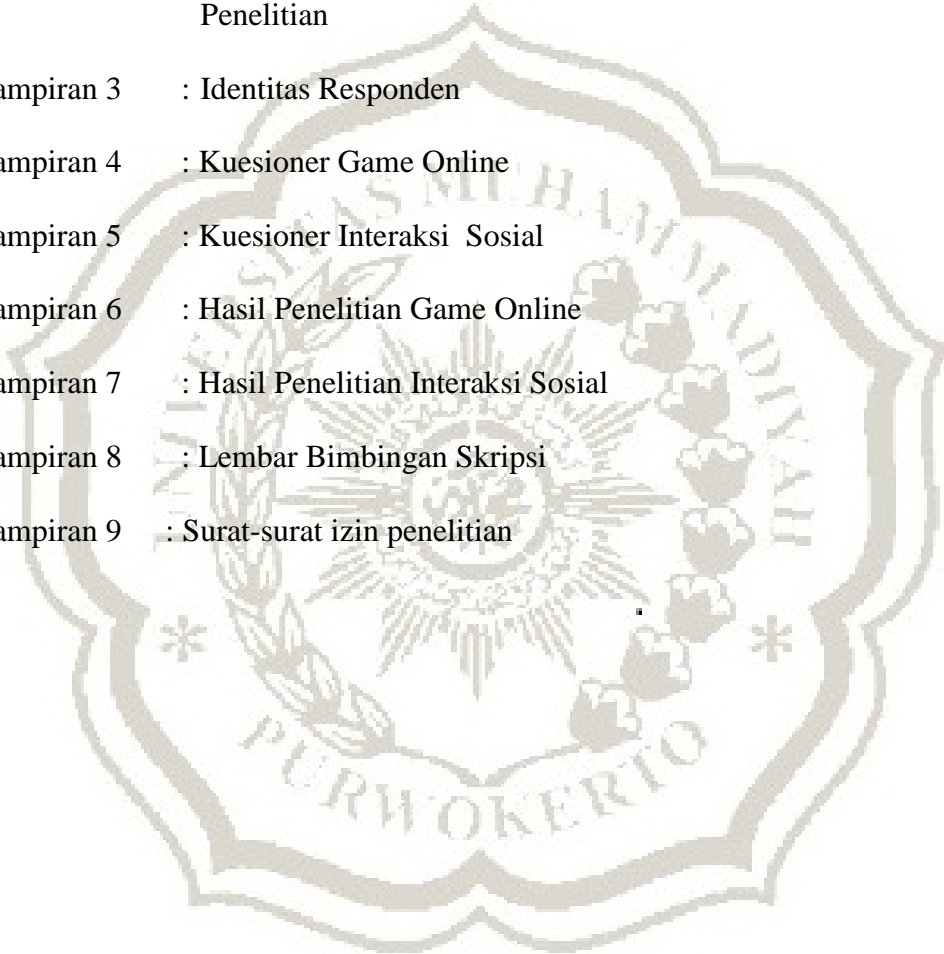 Penelitian
ampiran 3 : Identitas Responden
ampiran 4 : Kuesioner Game Online
ampiran 5 : Kuesioner Interaksi Sosial
ampiran 6 : Hasil Penelitian Game Online
ampiran 7 : Hasil Penelitian Interaksi Sosial
ampiran 8 : Lembar Bimbingan Skripsi
ampiran 9 : Surat-surat izin penelitian
.
UNIVERSITAS MUHAMMADIYAH
PURWOKERTO